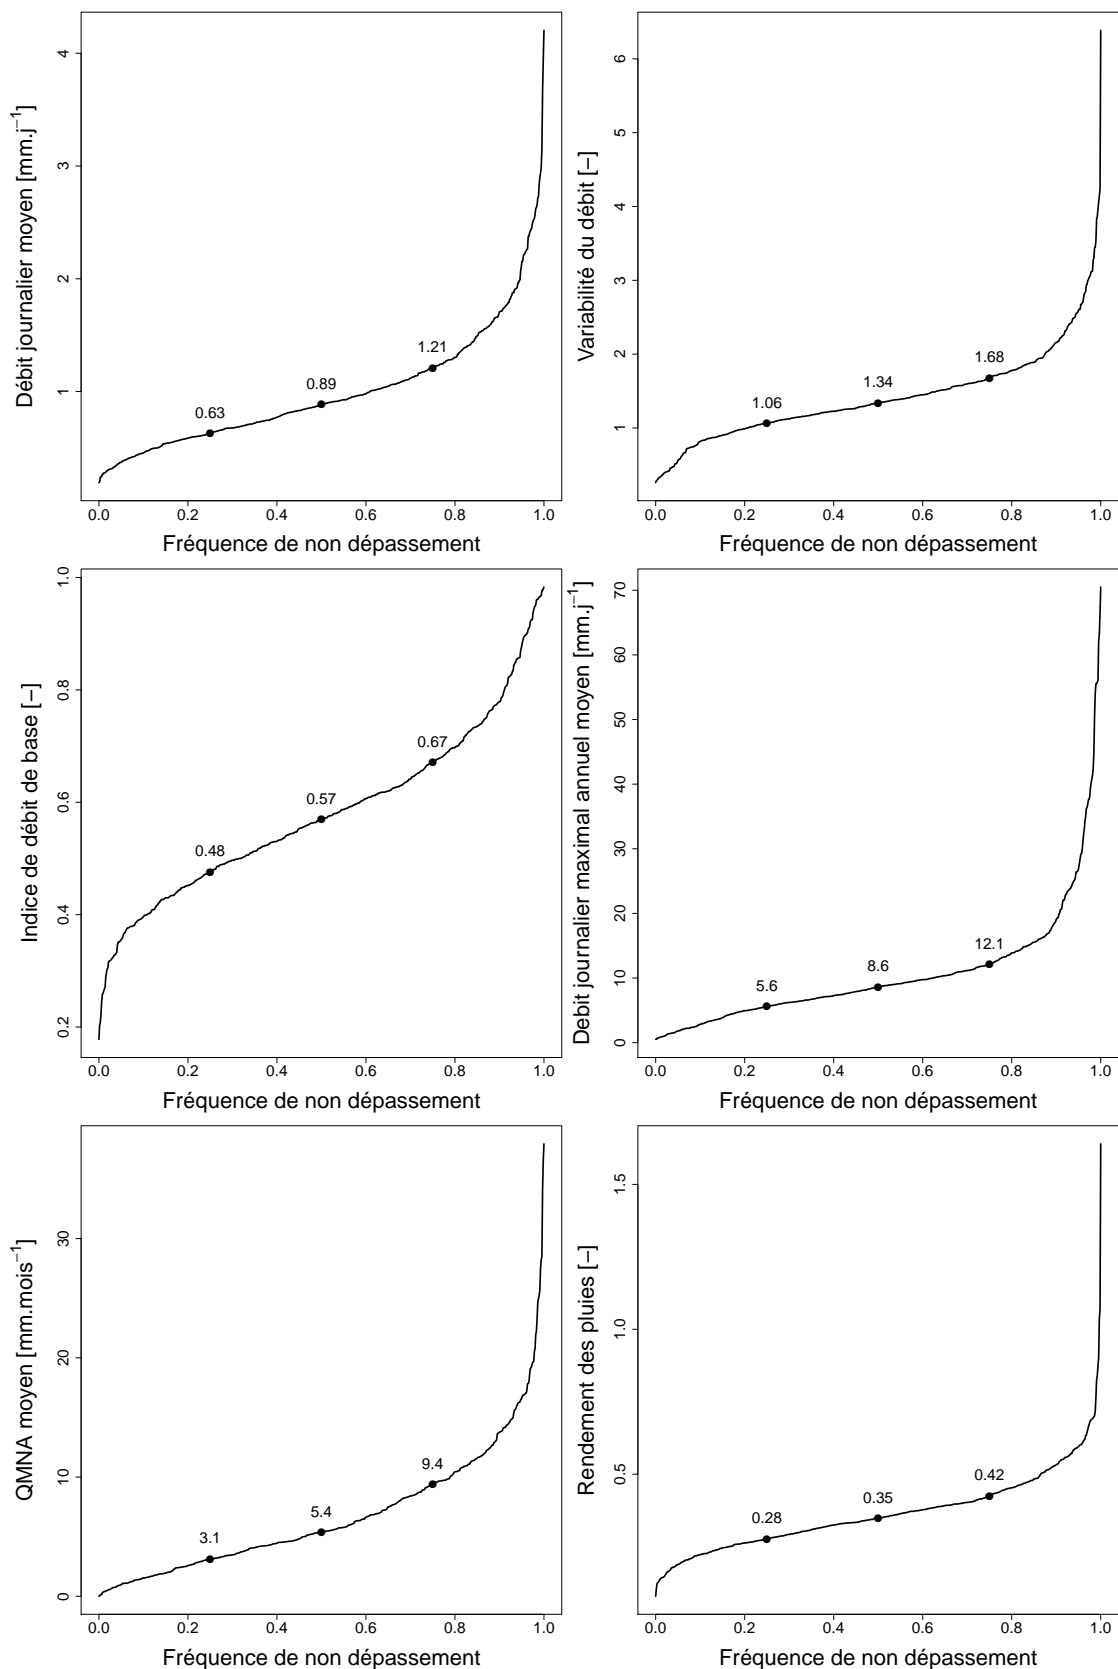 Débit journalier moyen [mm.j⁻¹]
1
2
3
4
0.63
0.89
1.21
0.0 0.2 0.4 0.6 0.8 1.0
Fréquence de non dépassement
Variabilité du débit [−]
1
2
3
4
5
6
1.06
1.34
1.68
0.0 0.2 0.4 0.6 0.8 1.0
Fréquence de non dépassement
Indice de débit de base [−]
0.2
0.4
0.6
0.8
1.0
0.48
0.57
0.67
0.0 0.2 0.4 0.6 0.8 1.0
Fréquence de non dépassement
Debit journalier maximal annuel moyen [mm.j⁻¹]
0
10
20
30
40
50
60
70
5.6
8.6
12.1
0.0 0.2 0.4 0.6 0.8 1.0
Fréquence de non dépassement
QMNA moyen [mm.mois⁻¹]
0
10
20
30
3.1
5.4
9.4
0.0 0.2 0.4 0.6 0.8 1.0
Fréquence de non dépassement
Rendement des pluies [−]
0.5
1.0
1.5
0.28
0.35
0.42
0.0 0.2 0.4 0.6 0.8 1.0
Fréquence de non dépassement